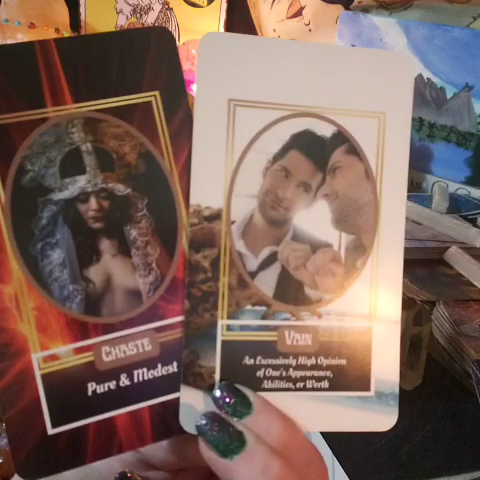 CHASTE
Pure & Modest
VAIN
An Excessively High Opinion
of One's Appearance,
Abilities, or Worth